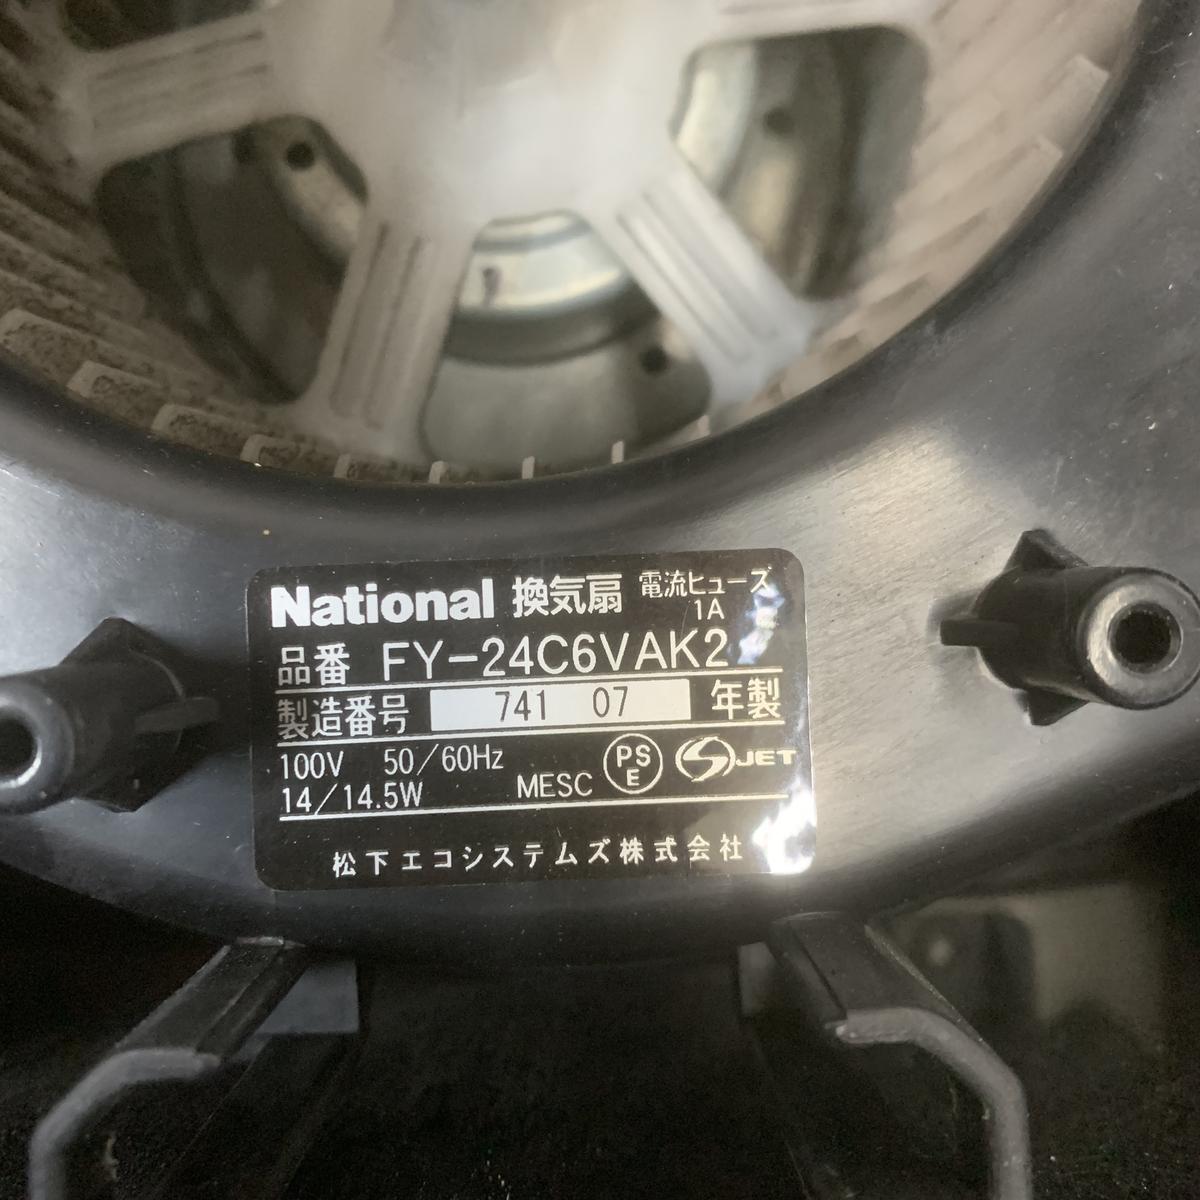 National 換気扇 電流ヒューズ 1A
品番 FY-24C6VAK2
製造番号 741 07 年製
100V 50/60Hz
14/14.5W MESC PSE S JET
松下エコシステムズ株式会社